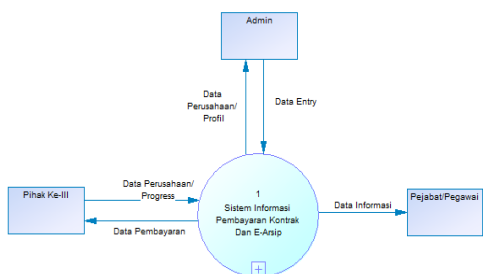 Admin
Data
Perusahaan/
Profil
Data Entry
Pihak Ke-III
Data Perusahaan/
Progress
Data Pembayaran
1
Sistem Informasi
Pembayaran Kontrak
Dan E-Arsip
Data Informasi
Pejabat/Pegawai